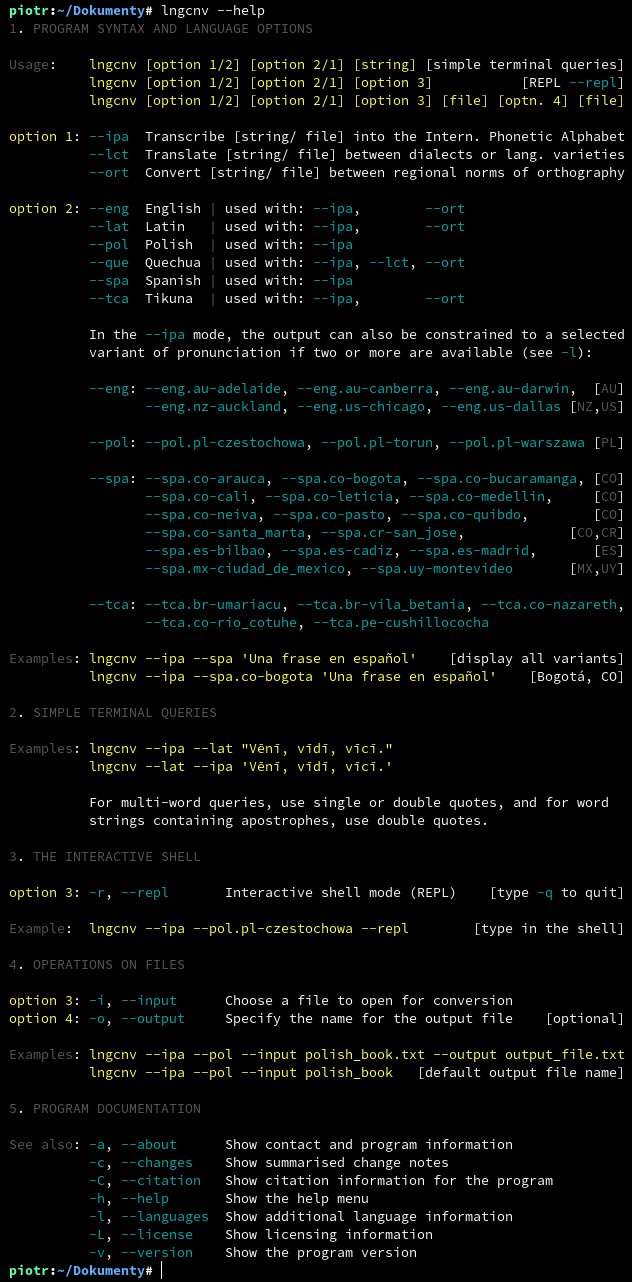 piotr:~/Dokumenty# lngcnv --help
1. PROGRAM SYNTAX AND LANGUAGE OPTIONS
Usage: lngcnv [option 1/2] [option 2/1] [string] [simple terminal queries]
lngcnv [option 1/2] [option 2/1] [option 3] [REPL --repl]
lngcnv [option 1/2] [option 2/1] [option 3] [file] [optn. 4] [file]
option 1: --ipa Transcribe [string/ file] into the Intern. Phonetic Alphabet
--lct Translate [string/ file] between dialects or lang. varieties
--ort Convert [string/ file] between regional norms of orthography
option 2: --eng English | used with: --ipa, --ort
--lat Latin | used with: --ipa, --ort
--pol Polish | used with: --ipa
--que Quechua | used with: --ipa, --lct, --ort
--spa Spanish | used with: --ipa
--tca Tikuna | used with: --ipa, --ort
In the --ipa mode, the output can also be constrained to a selected
variant of pronunciation if two or more are available (see -l):
--eng: --eng.au-adelaide, --eng.au-canberra, --eng.au-darwin, [AU]
--eng.nz-auckland, --eng.us-chicago, --eng.us-dallas [NZ,US]
--pol: --pol.pl-czestochowa, --pol.pl-torun, --pol.pl-warszawa [PL]
--spa: --spa.co-arauca, --spa.co-bogota, --spa.co-bucaramanga, [CO]
--spa.co-cali, --spa.co-leticia, --spa.co-medellin, [CO]
--spa.co-neiva, --spa.co-pasto, --spa.co-quibdo, [CO]
--spa.co-santa_marta, --spa.cr-san_jose, [CO,CR]
--spa.es-bilbao, --spa.es-cadiz, --spa.es-madrid, [ES]
--spa.mx-ciudad_de_mexico, --spa.uy-montevideo [MX,UY]
--tca: --tca.br-umariacu, --tca.br-vila_betania, --tca.co-nazareth,
--tca.co-rio_cotuhe, --tca.pe-cushillococha
Examples: lngcnv --ipa --spa 'Una frase en español' [display all variants]
lngcnv --ipa --spa.co-bogota 'Una frase en español' [Bogotá, CO]
2. SIMPLE TERMINAL QUERIES
Examples: lngcnv --ipa --lat "Vēnī, vīdī, vīcī."
lngcnv --lat --ipa 'Vēnī, vīdī, vīcī.'
For multi-word queries, use single or double quotes, and for word
strings containing apostrophes, use double quotes.
3. THE INTERACTIVE SHELL
option 3: -r, --repl Interactive shell mode (REPL) [type -q to quit]
Example: lngcnv --ipa --pol.pl-czestochowa --repl [type in the shell]
4. OPERATIONS ON FILES
option 3: -i, --input Choose a file to open for conversion
option 4: -o, --output Specify the name for the output file [optional]
Examples: lngcnv --ipa --pol --input polish_book.txt --output output_file.txt
lngcnv --ipa --pol --input polish_book [default output file name]
5. PROGRAM DOCUMENTATION
See also: -a, --about Show contact and program information
-c, --changes Show summarised change notes
-C, --citation Show citation information for the program
-h, --help Show the help menu
-l, --languages Show additional language information
-L, --license Show licensing information
-v, --version Show the program version
piotr:~/Dokumenty#